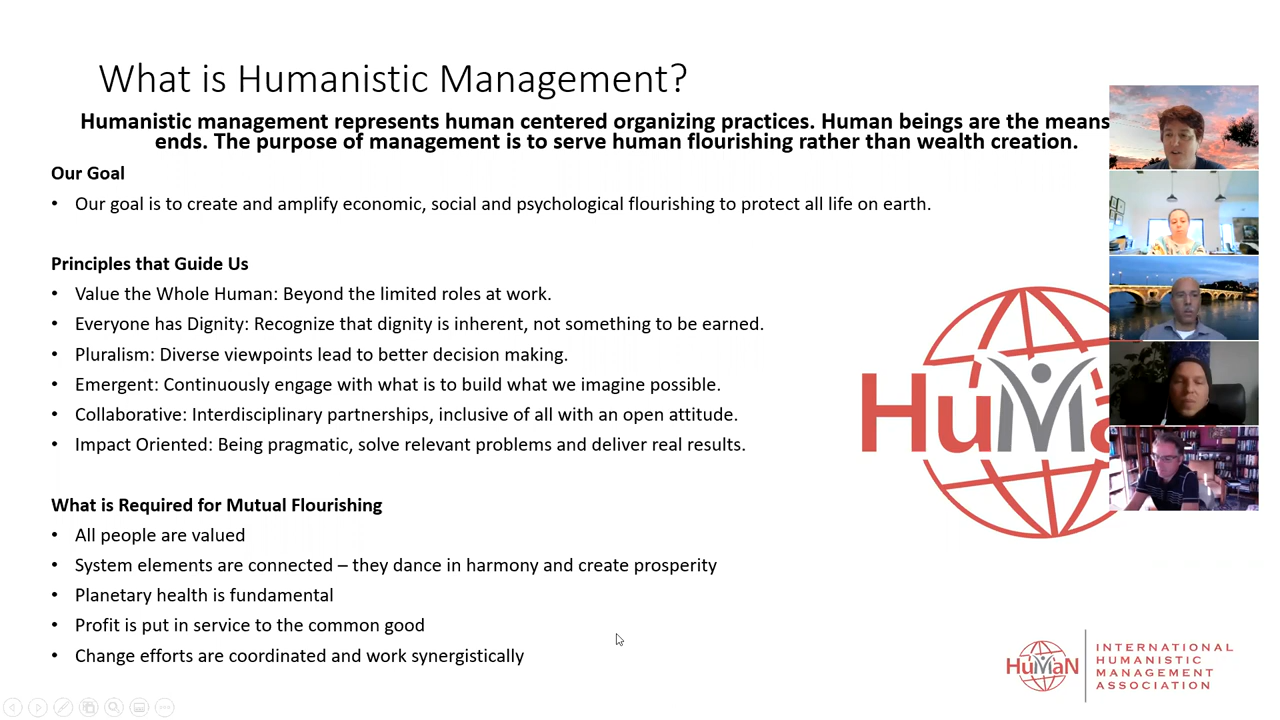 What is Humanistic Management?
Humanistic management represents human centered organizing practices. Human beings are the means
ends. The purpose of management is to serve human flourishing rather than wealth creation.
Our Goal
• Our goal is to create and amplify economic, social and psychological flourishing to protect all life on earth.
Principles that Guide Us
• Value the Whole Human: Beyond the limited roles at work.
• Everyone has Dignity: Recognize that dignity is inherent, not something to be earned.
• Pluralism: Diverse viewpoints lead to better decision making.
• Emergent: Continuously engage with what is to build what we imagine possible.
• Collaborative: Interdisciplinary partnerships, inclusive of all with an open attitude.
• Impact Oriented: Being pragmatic, solve relevant problems and deliver real results.
HuMa
What is Required for Mutual Flourishing
• All people are valued
• System elements are connected – they dance in harmony and create prosperity
• Planetary health is fundamental
• Profit is put in service to the common good
• Change efforts are coordinated and work synergistically
HuMaN
INTERNATIONAL
HUMANISTIC
MANAGEMENT
ASSOCIATION